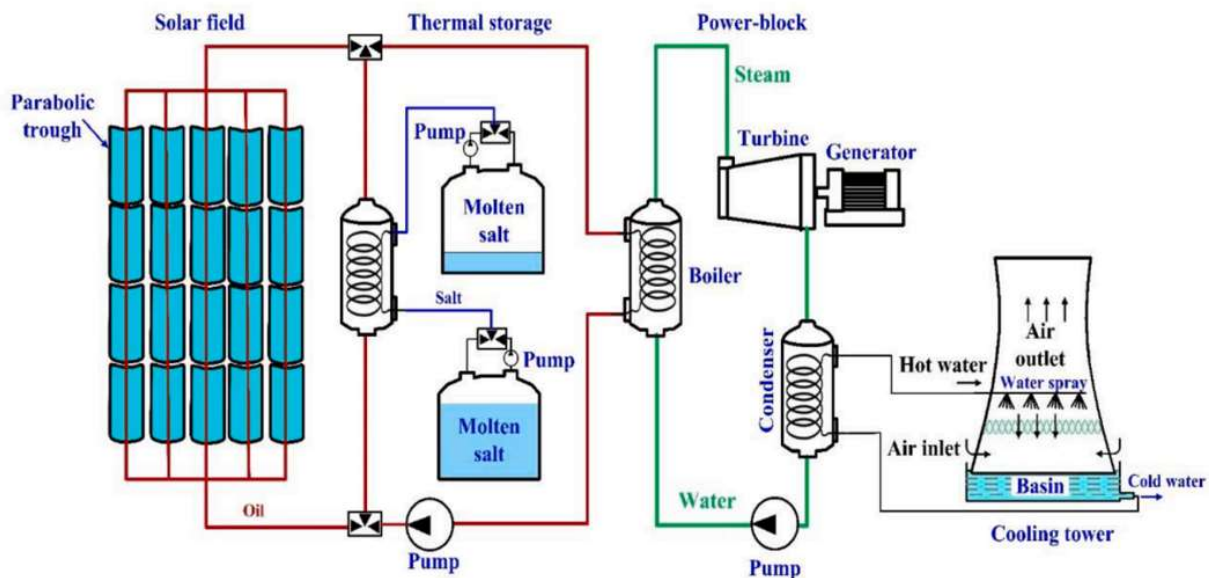 Solar field
Thermal storage
Power-block
Parabolic
trough
Steam
Pump
Turbine
Generator
Molten
salt
Boiler
Salt
Pump
Air
outlet
Condenser
Hot water
Water spray
Molten
salt
Air inlet
Water
Basin
Cold water
Oil
Pump
Pump
Cooling tower